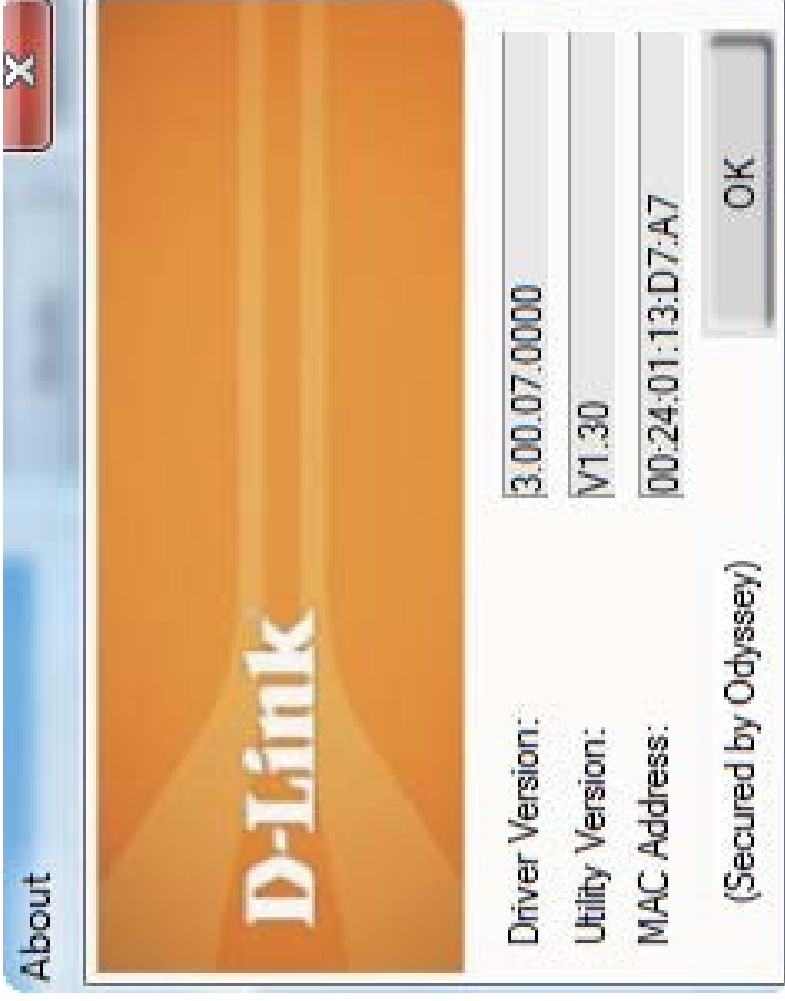 About
X
D-Link
Driver Version: 3.00.07.0000
Utility Version: V1.30
MAC Address: 00:24:01:13:D7:A7
(Secured by Odyssey)
OK